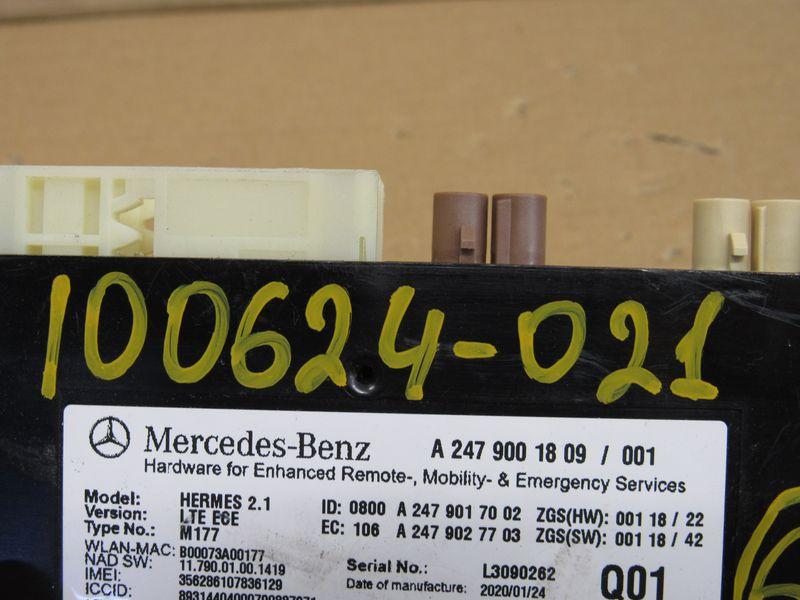 100624-021
Mercedes-Benz A 247 900 18 09 / 001
Hardware for Enhanced Remote-, Mobility- & Emergency Services
Model: HERMES 2.1 ID: 0800 A 247 901 70 02 ZGS(HW): 001 18 / 22
Version: LTE E6E EC: 106 A 247 902 77 03 ZGS(SW): 001 18 / 42
Type No.: M177
WLAN-MAC: B00073A00177
NAD SW: 11.790.01.00.1419 Serial No.: L3090262 Q01
IMEI: 356286107836129 Date of manufacture: 2020/01/24
ICCID: